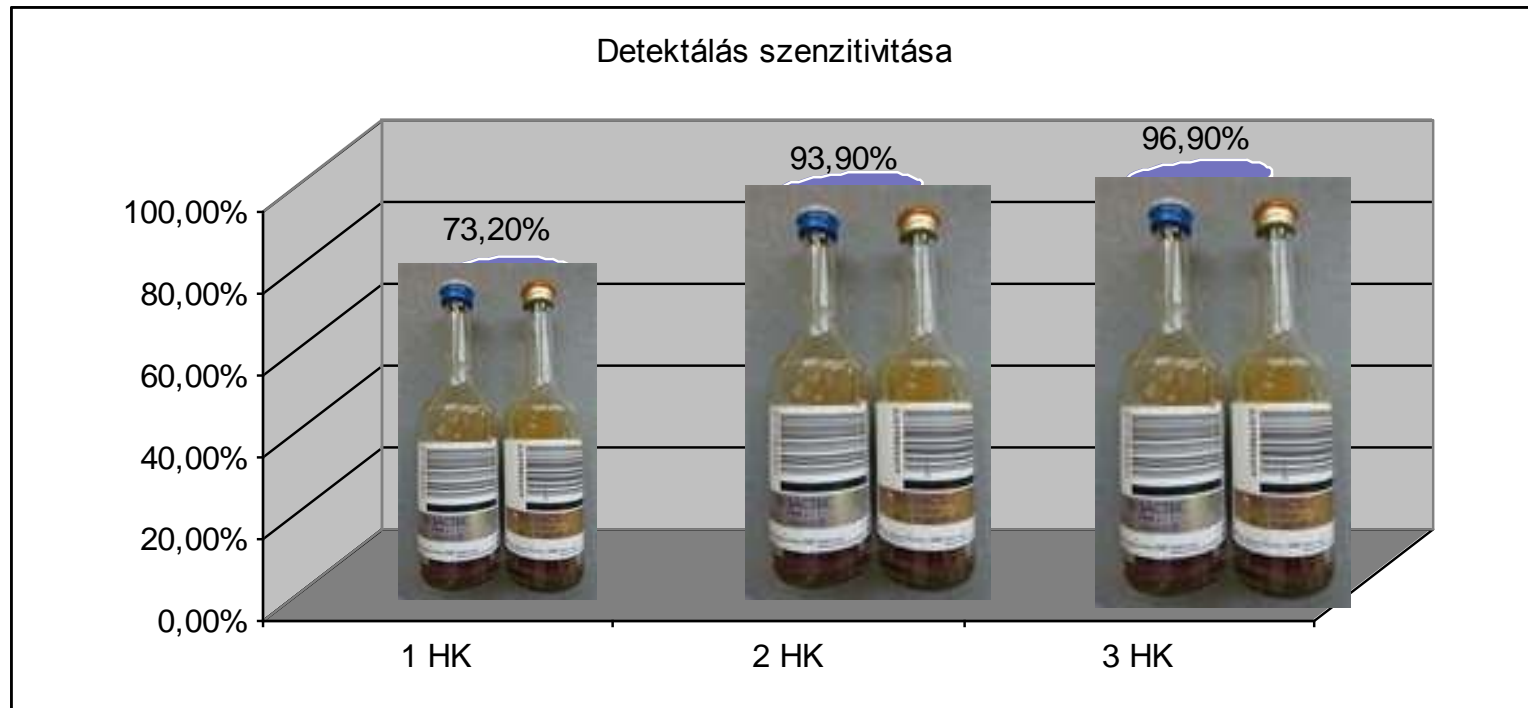 Detektálás szenzitivitása
96,90%
93,90%
73,20%
100,00%
80,00%
60,00%
40,00%
20,00%
0,00%
1 HK
2 HK
3 HK